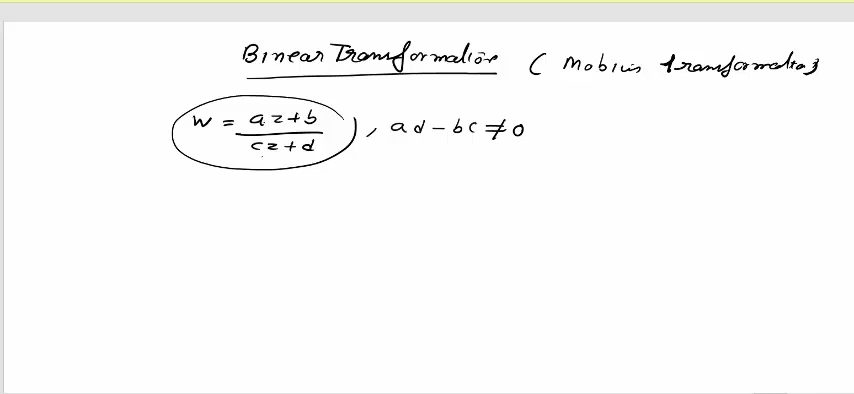 Binear Transformation ( Mobius transformation)
w = az+b / cz+d , ad - bc ≠ 0